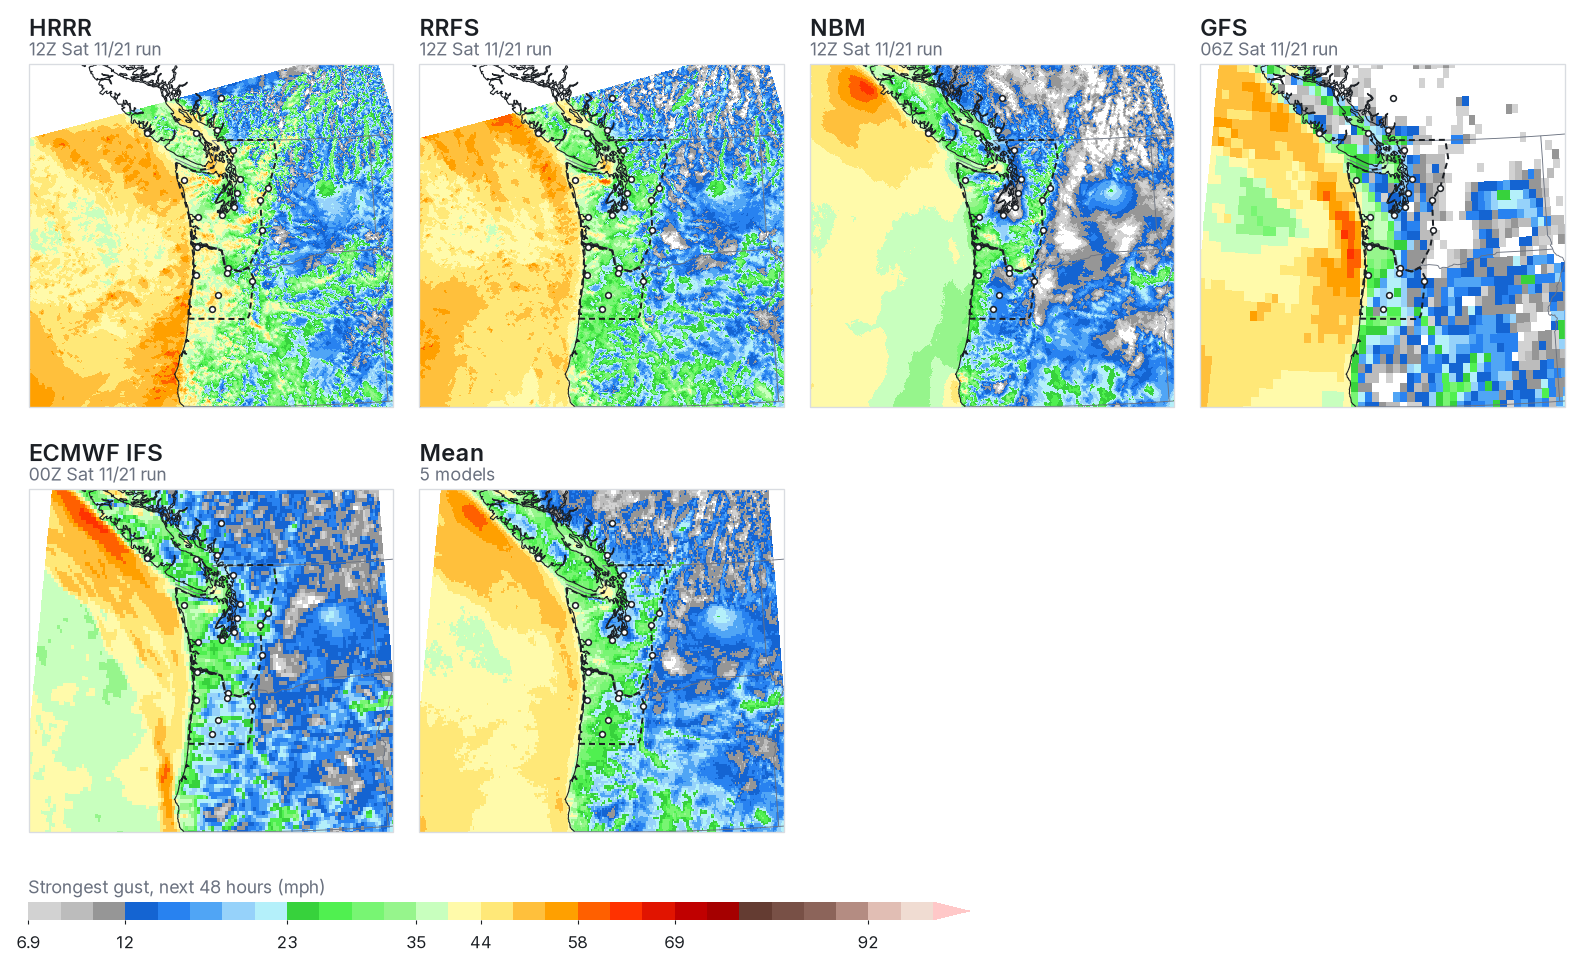 HRRR
12Z Sat 11/21 run
RRFS
12Z Sat 11/21 run
NBM
12Z Sat 11/21 run
GFS
06Z Sat 11/21 run
ECMWF IFS
00Z Sat 11/21 run
Mean
5 models
Strongest gust, next 48 hours (mph)
6.9 12 23 35 44 58 69 92